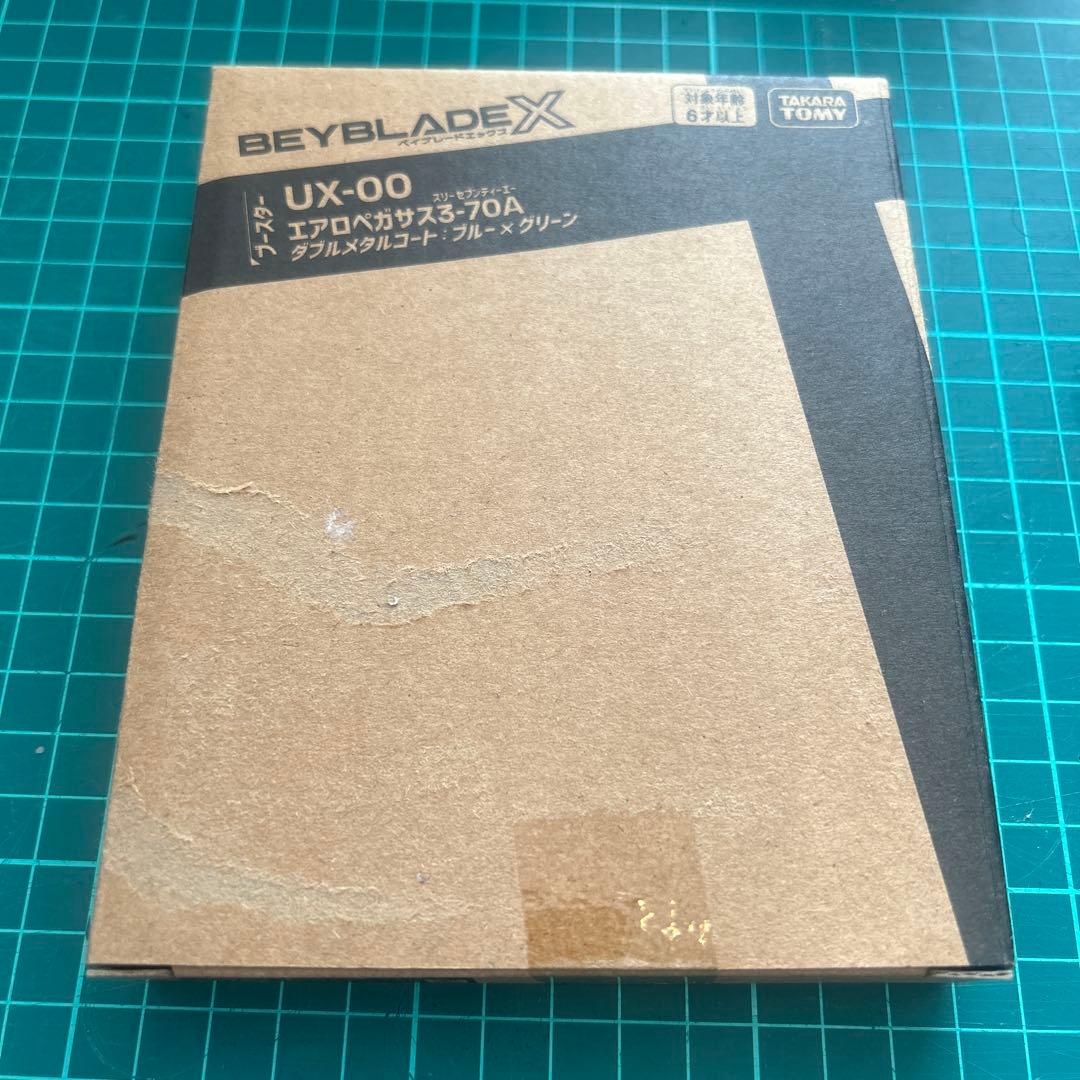 BEYBLADE X
ベイブレードエックス
対象年齢
6才以上
TAKARA
TOMY
ブースター
UX-00
スリーセブンティーエー
エアロペガサス3-70A
ダブルメタルコート：ブルー×グリーン